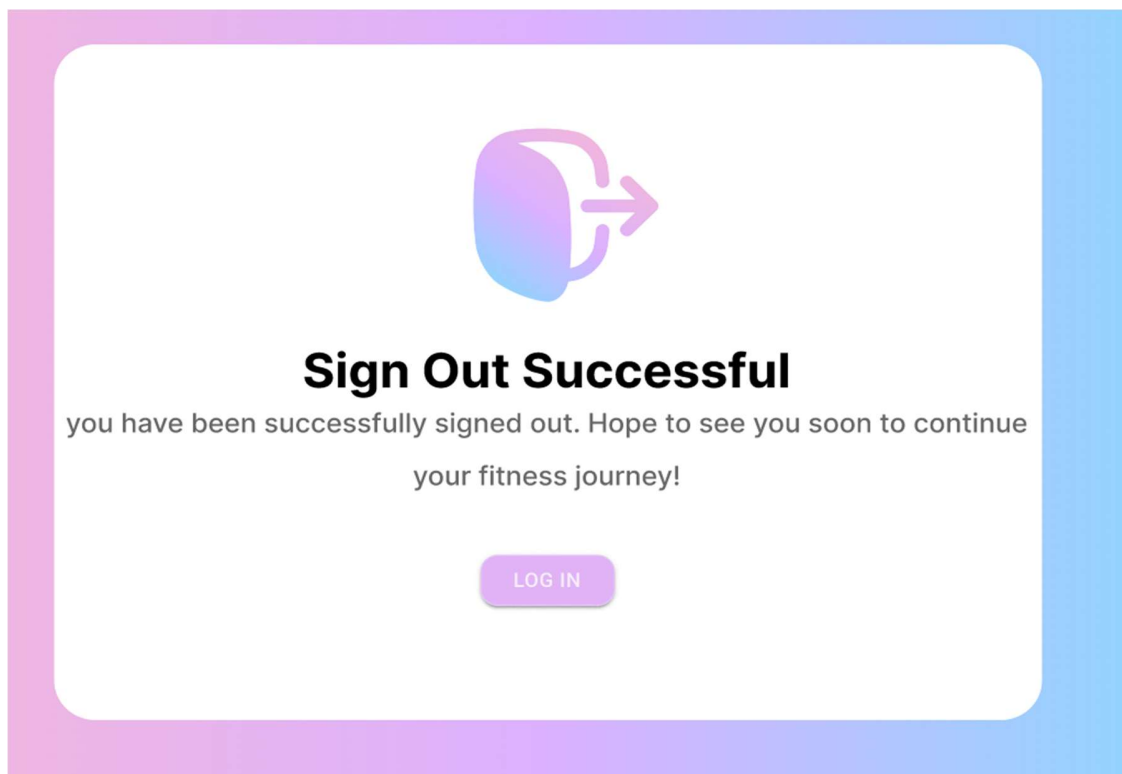 Sign Out Successful
you have been successfully signed out. Hope to see you soon to continue
your fitness journey!
LOG IN